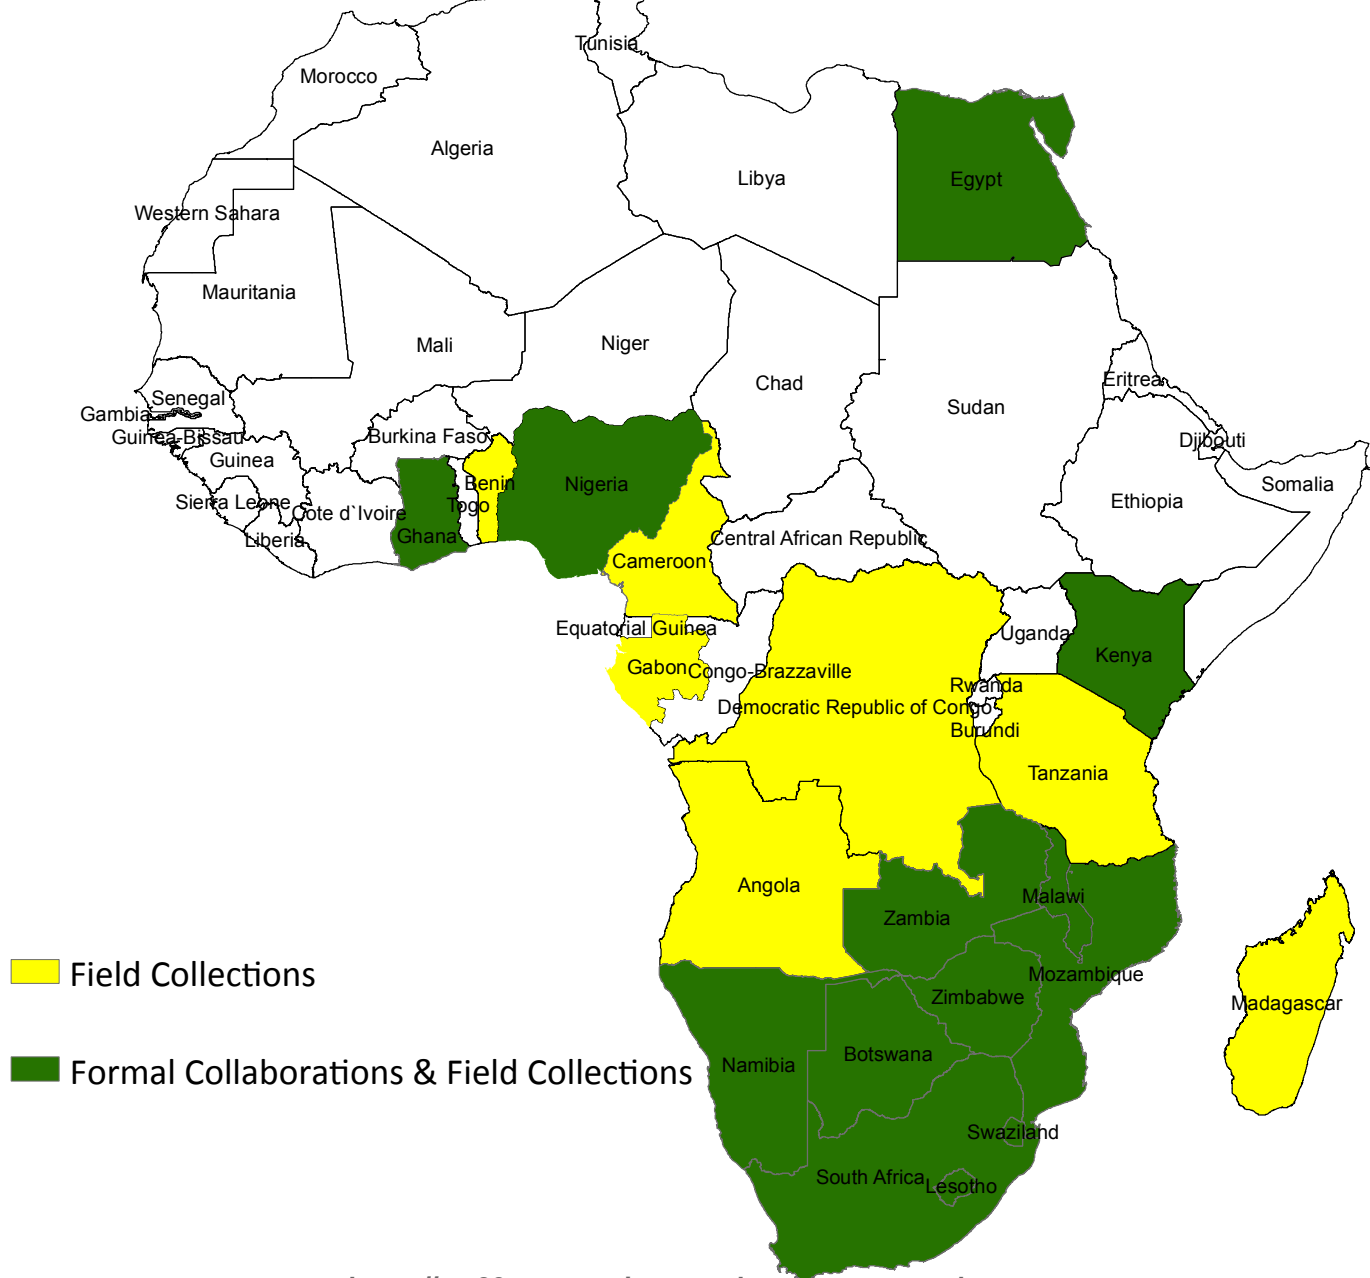 Tunisia
Morocco
Algeria
Libya
Egypt
Western Sahara
Mauritania
Mali
Niger
Chad
Sudan
Eritrea
Senegal
Gambia
Guinea-Bissau
Burkina Faso
Djibouti
Guinea
Benin
Nigeria
Somalia
Ethiopia
Sierra Leone
Togo
Cote d`Ivoire
Liberia
Ghana
Central African Republic
Cameroon
Equatorial Guinea
Uganda
Kenya
Gabon
Congo-Brazzaville
Rwanda
Democratic Republic of Congo
Burundi
Tanzania
Angola
Malawi
Zambia
Mozambique
Zimbabwe
Madagascar
Field Collections
Botswana
Namibia
Formal Collaborations & Field Collections
Swaziland
South Africa
Lesotho